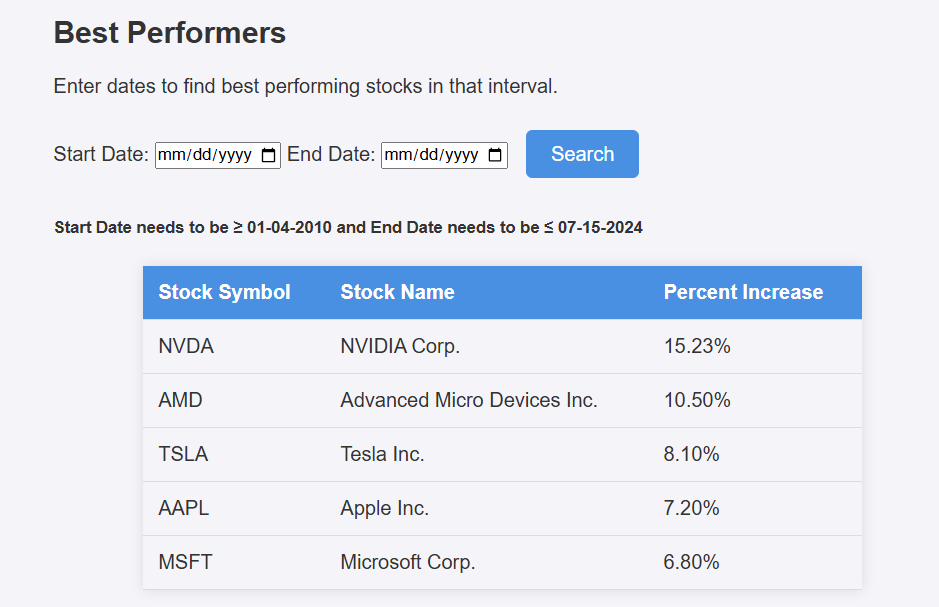 Best Performers
Enter dates to find best performing stocks in that interval.
Start Date: mm/dd/yyyy End Date: mm/dd/yyyy Search
Start Date needs to be ≥ 01-04-2010 and End Date needs to be ≤ 07-15-2024
Stock Symbol Stock Name Percent Increase
NVDA NVIDIA Corp. 15.23%
AMD Advanced Micro Devices Inc. 10.50%
TSLA Tesla Inc. 8.10%
AAPL Apple Inc. 7.20%
MSFT Microsoft Corp. 6.80%